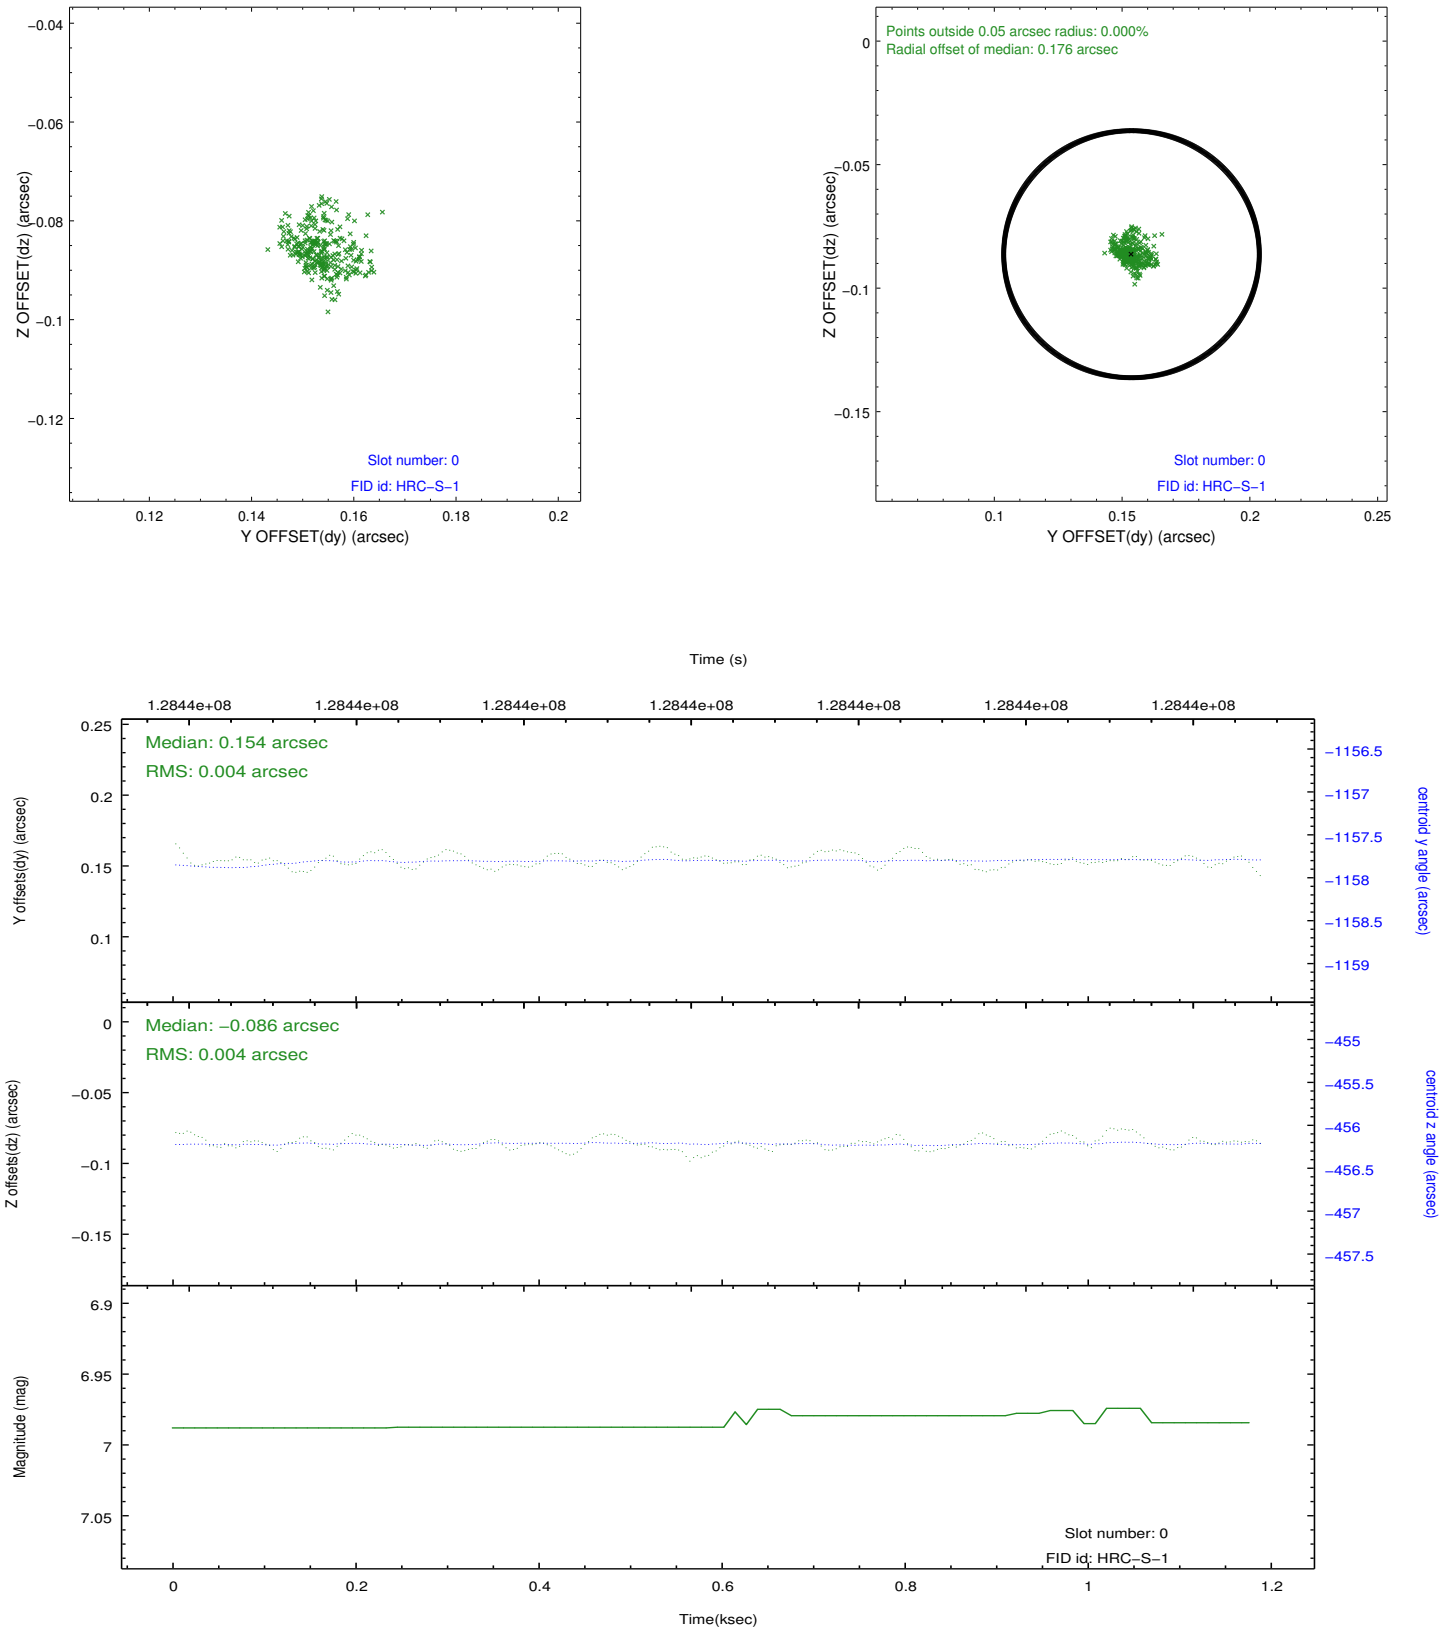 −0.04
−0.06
−0.08
−0.1
−0.12
Z OFFSET(dz) (arcsec)
Slot number: 0
FID id: HRC−S−1
0.12 0.14 0.16 0.18 0.2
Y OFFSET(dy) (arcsec)
Points outside 0.05 arcsec radius: 0.000%
Radial offset of median: 0.176 arcsec
0
−0.05
−0.1
−0.15
Z OFFSET(dz) (arcsec)
Slot number: 0
FID id: HRC−S−1
0.1 0.15 0.2 0.25
Y OFFSET(dy) (arcsec)
Time (s)
1.2844e+08 1.2844e+08 1.2844e+08 1.2844e+08 1.2844e+08 1.2844e+08 1.2844e+08
Median: 0.154 arcsec
RMS: 0.004 arcsec
0.25
0.2
0.15
0.1
Y offsets(dy) (arcsec)
−1156.5
−1157
−1157.5
−1158
−1158.5
−1159
centroid y angle (arcsec)
Median: −0.086 arcsec
RMS: 0.004 arcsec
0
−0.05
−0.1
−0.15
Z offsets(dz) (arcsec)
−455
−455.5
−456
−456.5
−457
−457.5
centroid z angle (arcsec)
6.9
6.95
7
7.05
Magnitude (mag)
Slot number: 0
FID id: HRC−S−1
0 0.2 0.4 0.6 0.8 1 1.2
Time(ksec)